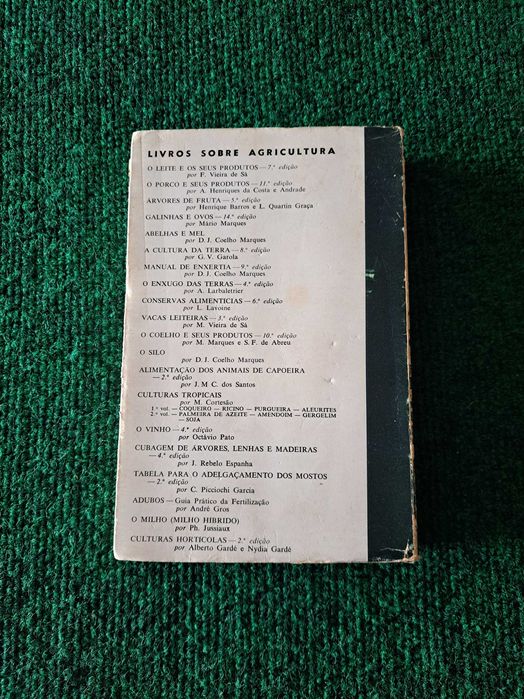 LIVROS SOBRE AGRICULTURA
O LEITE E OS SEUS PRODUTOS — 7.ª edição
por F. Vieira de Sá
O PORCO E SEUS PRODUTOS — 11.ª edição
por A. Henriques da Costa e Andrade
ÁRVORES DE FRUTA — 5.ª edição
por Henrique Barros e L. Quartin Graça
GALINHAS E OVOS — 14.ª edição
por Mário Marques
ABELHAS E MEL
por D. J. Coelho Marques
A CULTURA DA TERRA — 8.ª edição
por G. V. Garola
MANUAL DE ENXERTIA — 9.ª edição
por D. J. Coelho Marques
O ENXUGO DAS TERRAS — 4.ª edição
por A. Larbaletrier
CONSERVAS ALIMENTICIAS — 6.ª edição
por L. Lavoine
VACAS LEITEIRAS — 3.ª edição
por M. Vieira de Sá
O COELHO E SEUS PRODUTOS — 10.ª edição
por M. Marques e S. F. de Abreu
O SILO
por D. J. Coelho Marques
ALIMENTAÇÃO DOS ANIMAIS DE CAPOEIRA
— 2.ª edição
por J. M. C. dos Santos
CULTURAS TROPICAIS
por M. Cortesão
1.º vol. — COQUEIRO — RICINO — PURGUEIRA — ALEURITES
2.º vol. — PALMEIRA DE AZEITE — AMENDOIM — GERGELIM
— SOJA
O VINHO — 4.ª edição
por Octávio Pato
CUBAGEM DE ÁRVORES, LENHAS E MADEIRAS
— 4.ª edição
por J. Rebelo Espanha
TABELA PARA O ADELGAÇAMENTO DOS MOSTOS
— 2.ª edição
por C. Picciochi Garcia
ADUBOS — Guia Prático da Fertilização
por André Gros
O MILHO (MILHO HIBRIDO)
por Ph. Jussiaux
CULTURAS HORTICOLAS — 2.ª edição
por Alberto Gardé e Nydia Gardé